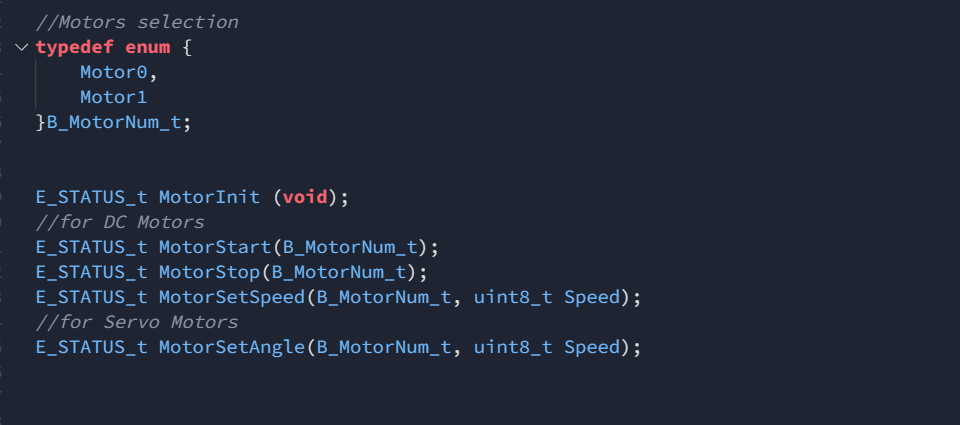 //Motors selection
typedef enum {
Motor0,
Motor1
}B_MotorNum_t;
E_STATUS_t MotorInit (void);
//for DC Motors
E_STATUS_t MotorStart(B_MotorNum_t);
E_STATUS_t MotorStop(B_MotorNum_t);
E_STATUS_t MotorSetSpeed(B_MotorNum_t, uint8_t Speed);
//for Servo Motors
E_STATUS_t MotorSetAngle(B_MotorNum_t, uint8_t Speed);